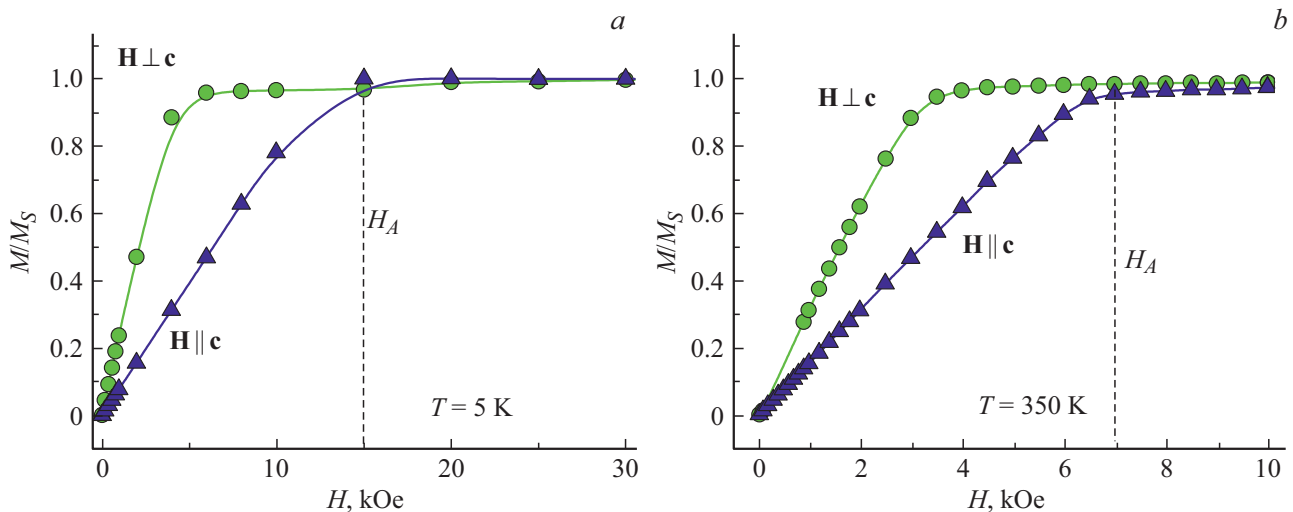 a
H ⊥ c
1.0
0.8
0.6
0.4
0.2
0
M/M_S
H_A
H || c
T = 5 K
0 10 20 30
H, kOe
b
H ⊥ c
1.0
0.8
0.6
0.4
0.2
0
M/M_S
H || c
H_A
T = 350 K
0 2 4 6 8 10
H, kOe